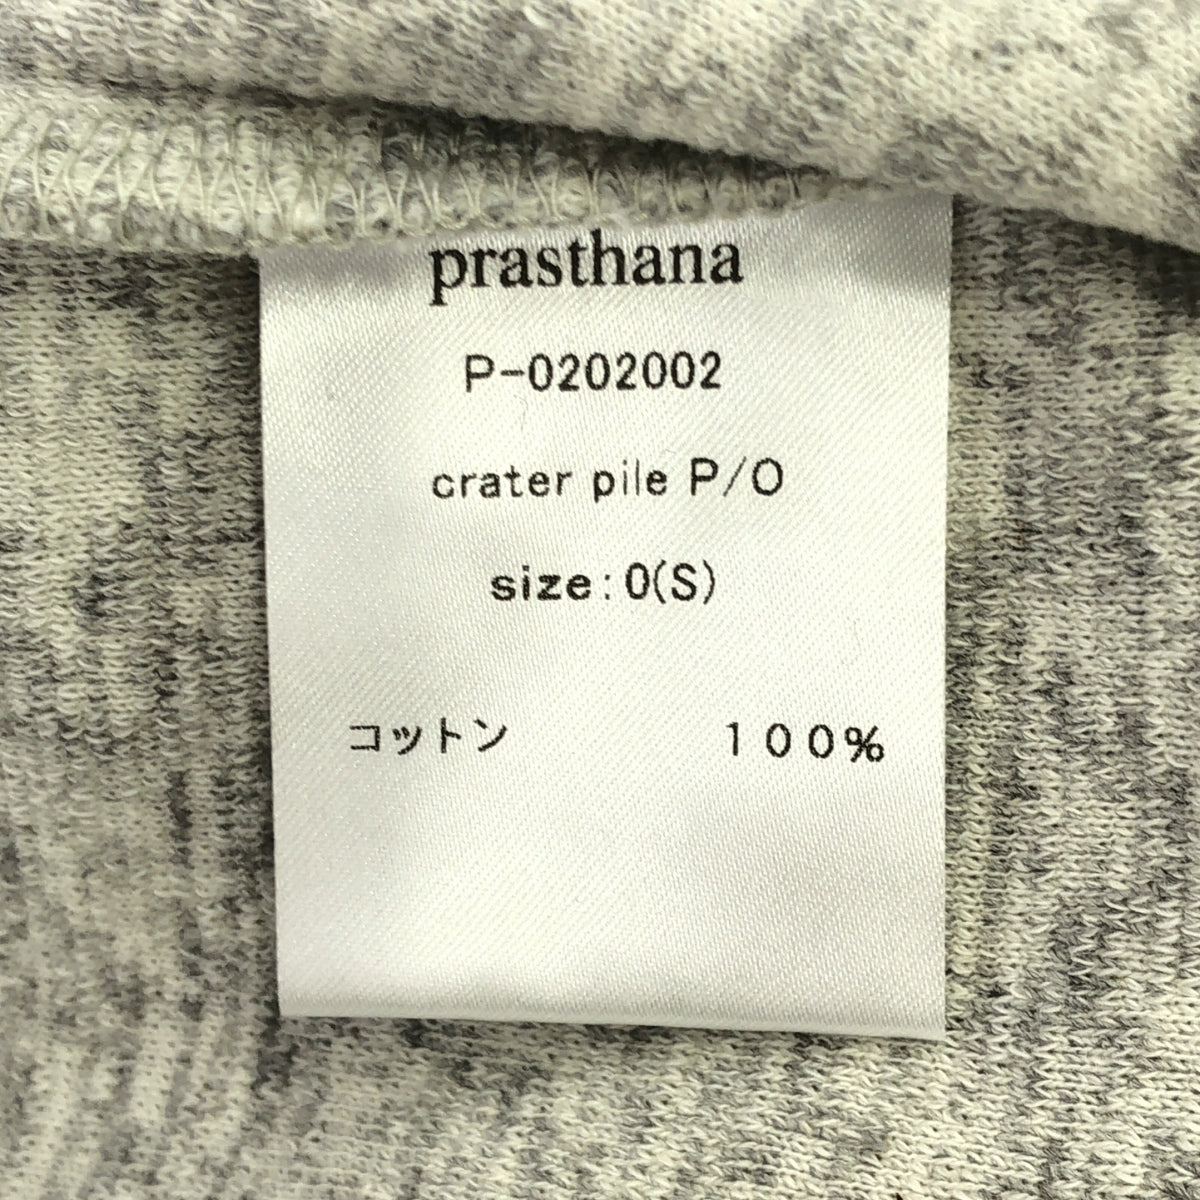 prasthana
P-0202002
crater pile P/O
size:0(S)
コットン 100%